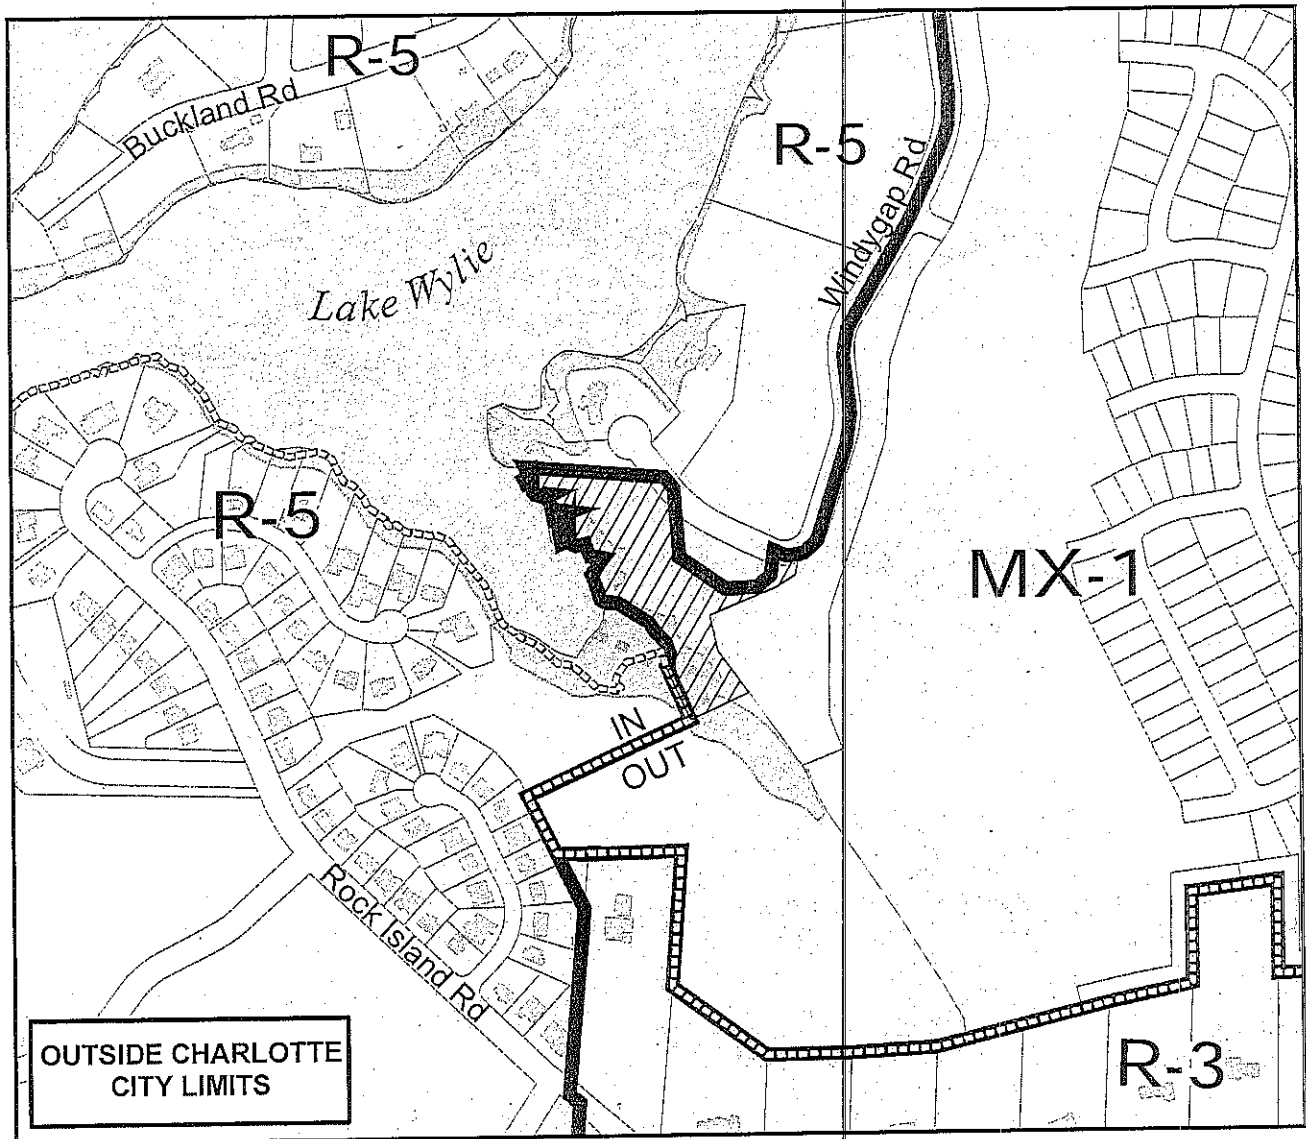 R-5
Buckland Rd
R-5
Windygap Rd
Lake Wylie
R-5
MX-1
IN
OUT
Rock Island Rd
OUTSIDE CHARLOTTE
CITY LIMITS
R-3